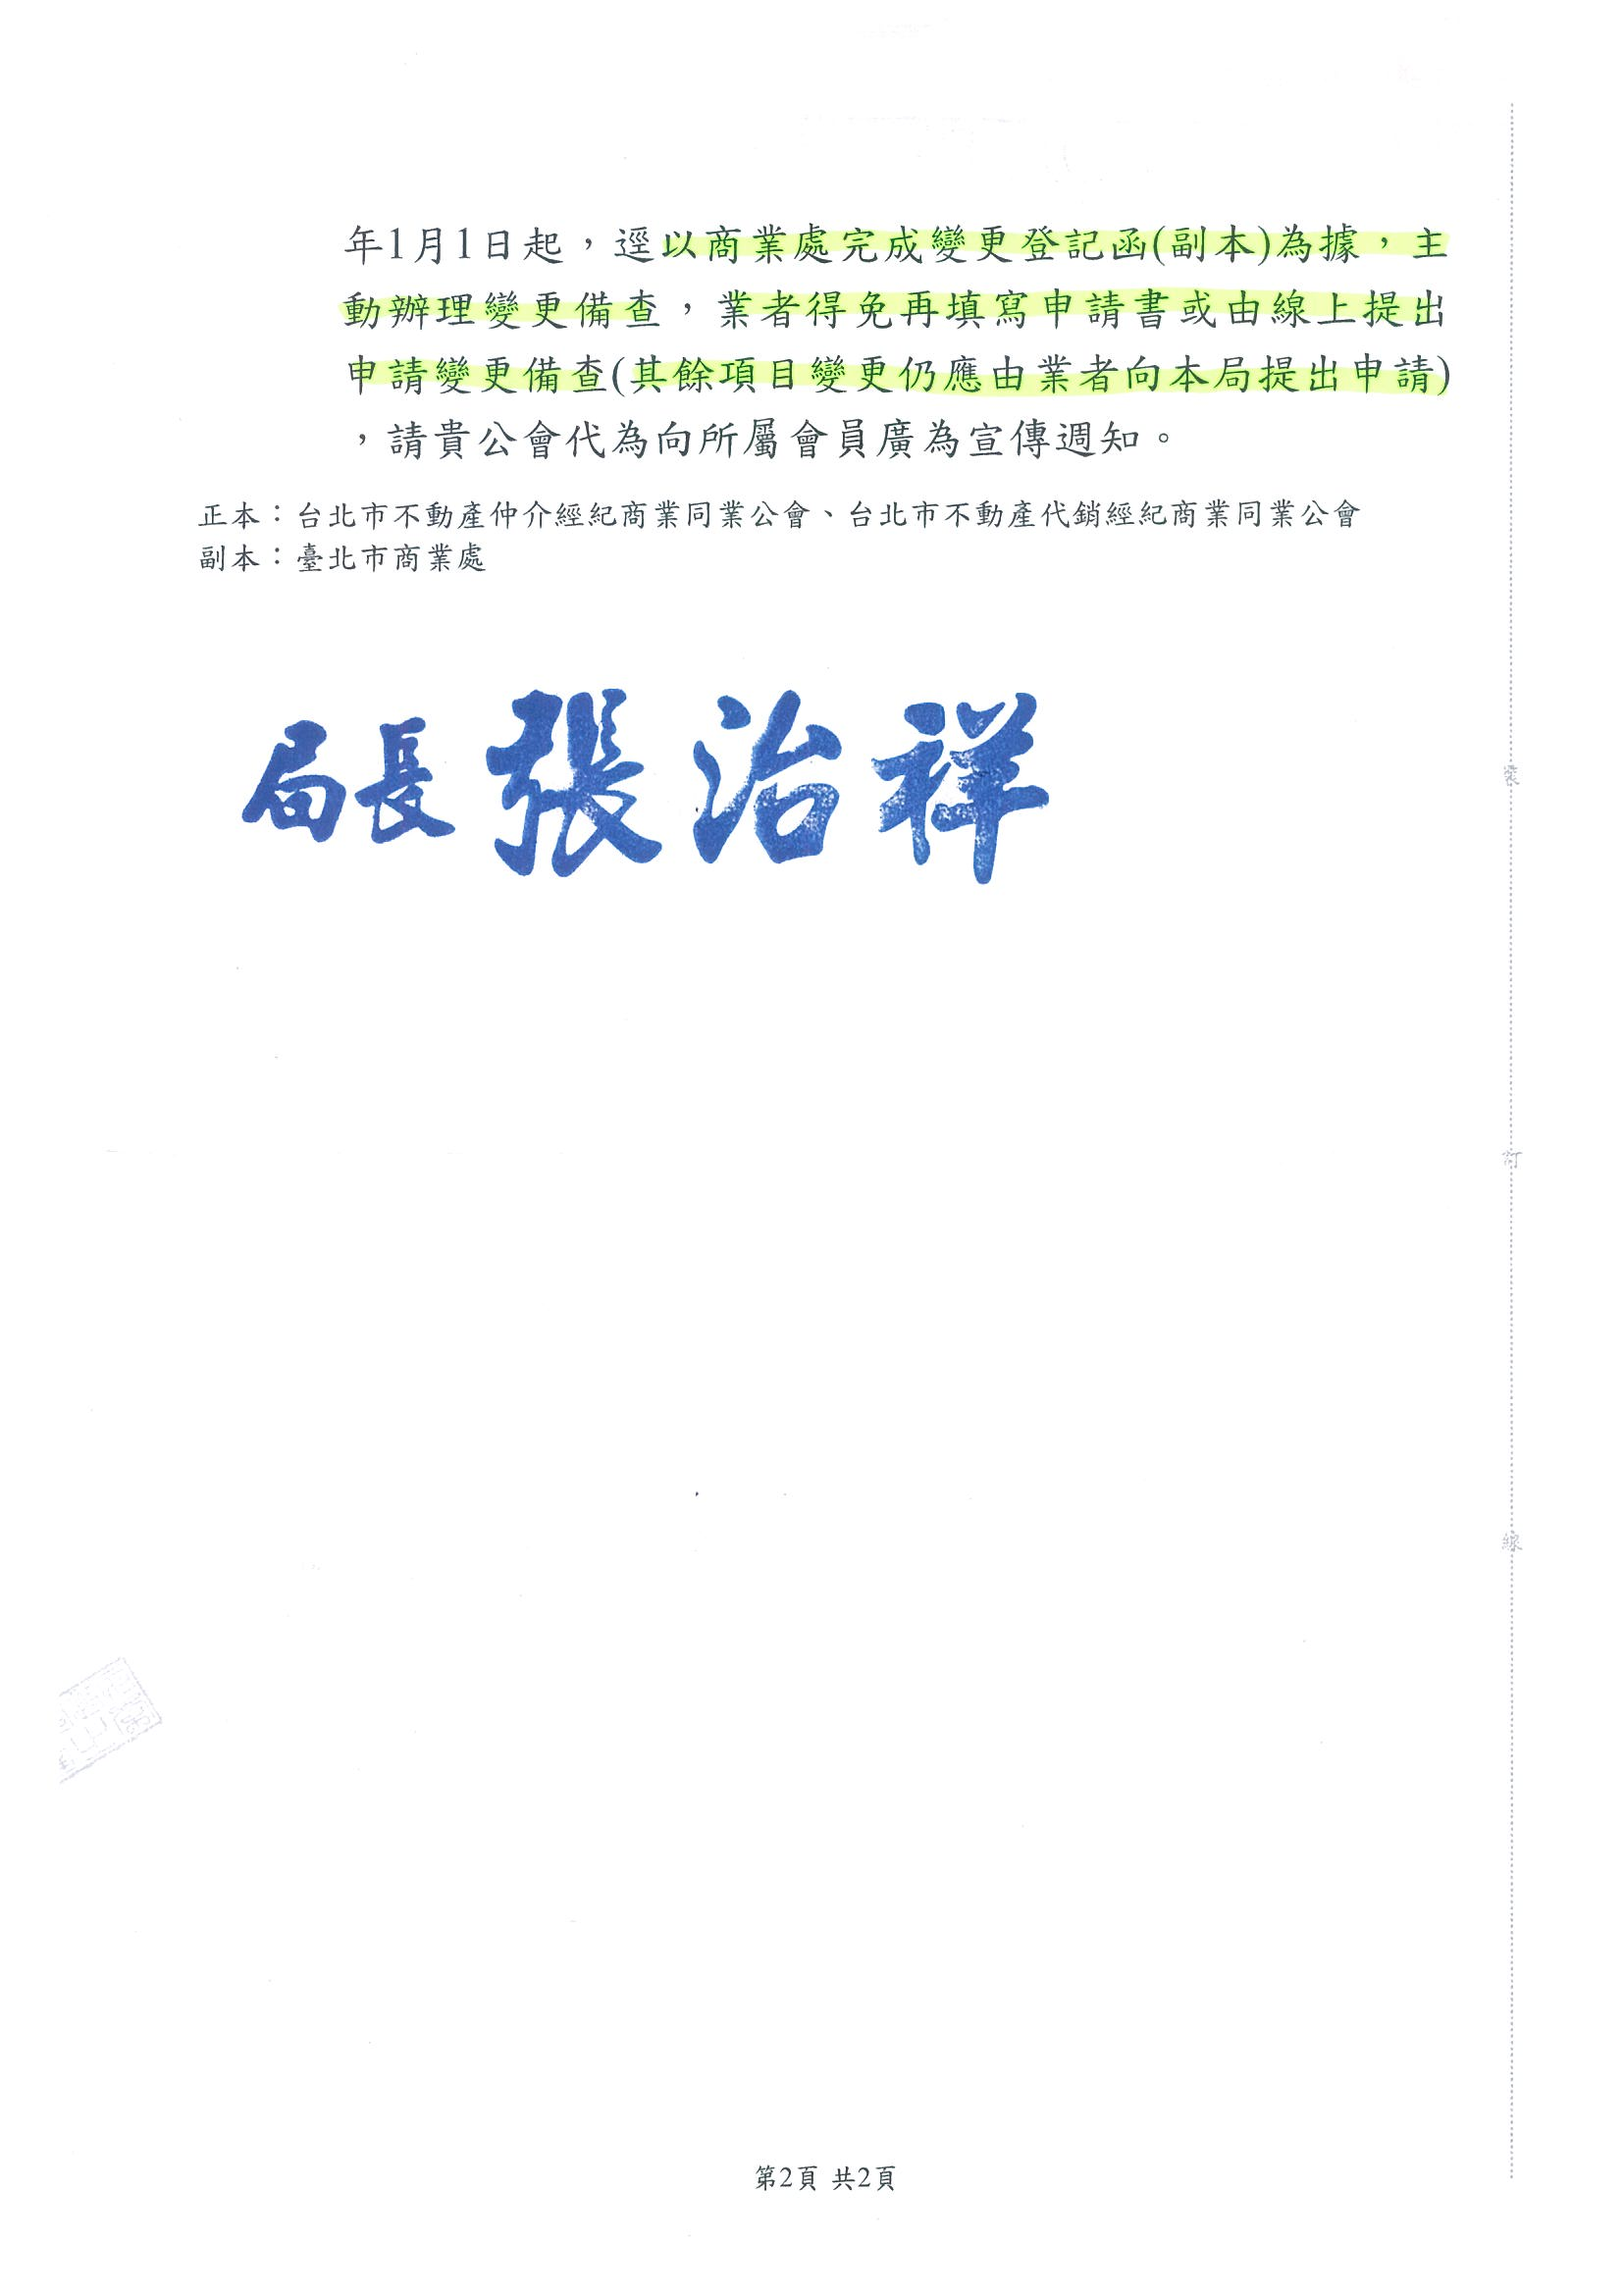 年1月1日起，逕以商業處完成變更登記函(副本)為據，主
動辦理變更備查，業者得免再填寫申請書或由線上提出
申請變更備查(其餘項目變更仍應由業者向本局提出申請)
，請貴公會代為向所屬會員廣為宣傳週知。
正本：台北市不動產仲介經紀商業同業公會、台北市不動產代銷經紀商業同業公會
副本：臺北市商業處
局長張治祥
裝
訂
線
第2頁 共2頁